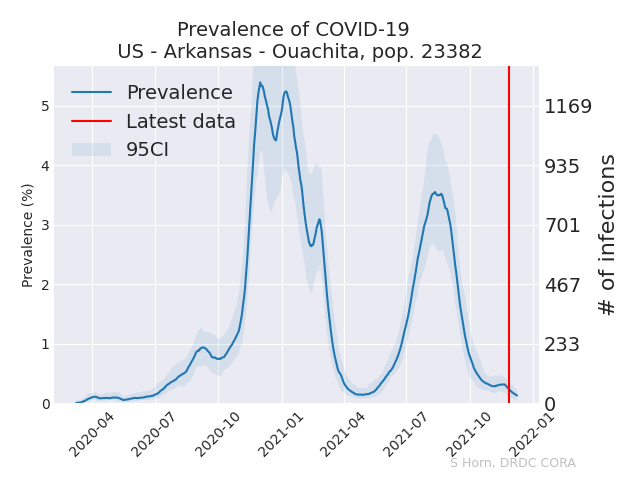 Prevalence of COVID-19
US - Arkansas - Ouachita, pop. 23382
Prevalence
Latest data
95CI
Prevalence (%)
5
4
3
2
1
0
1169
935
701
467
233
0
# of infections
2020-04
2020-07
2020-10
2021-01
2021-04
2021-07
2021-10
2022-01
S Horn, DRDC CORA